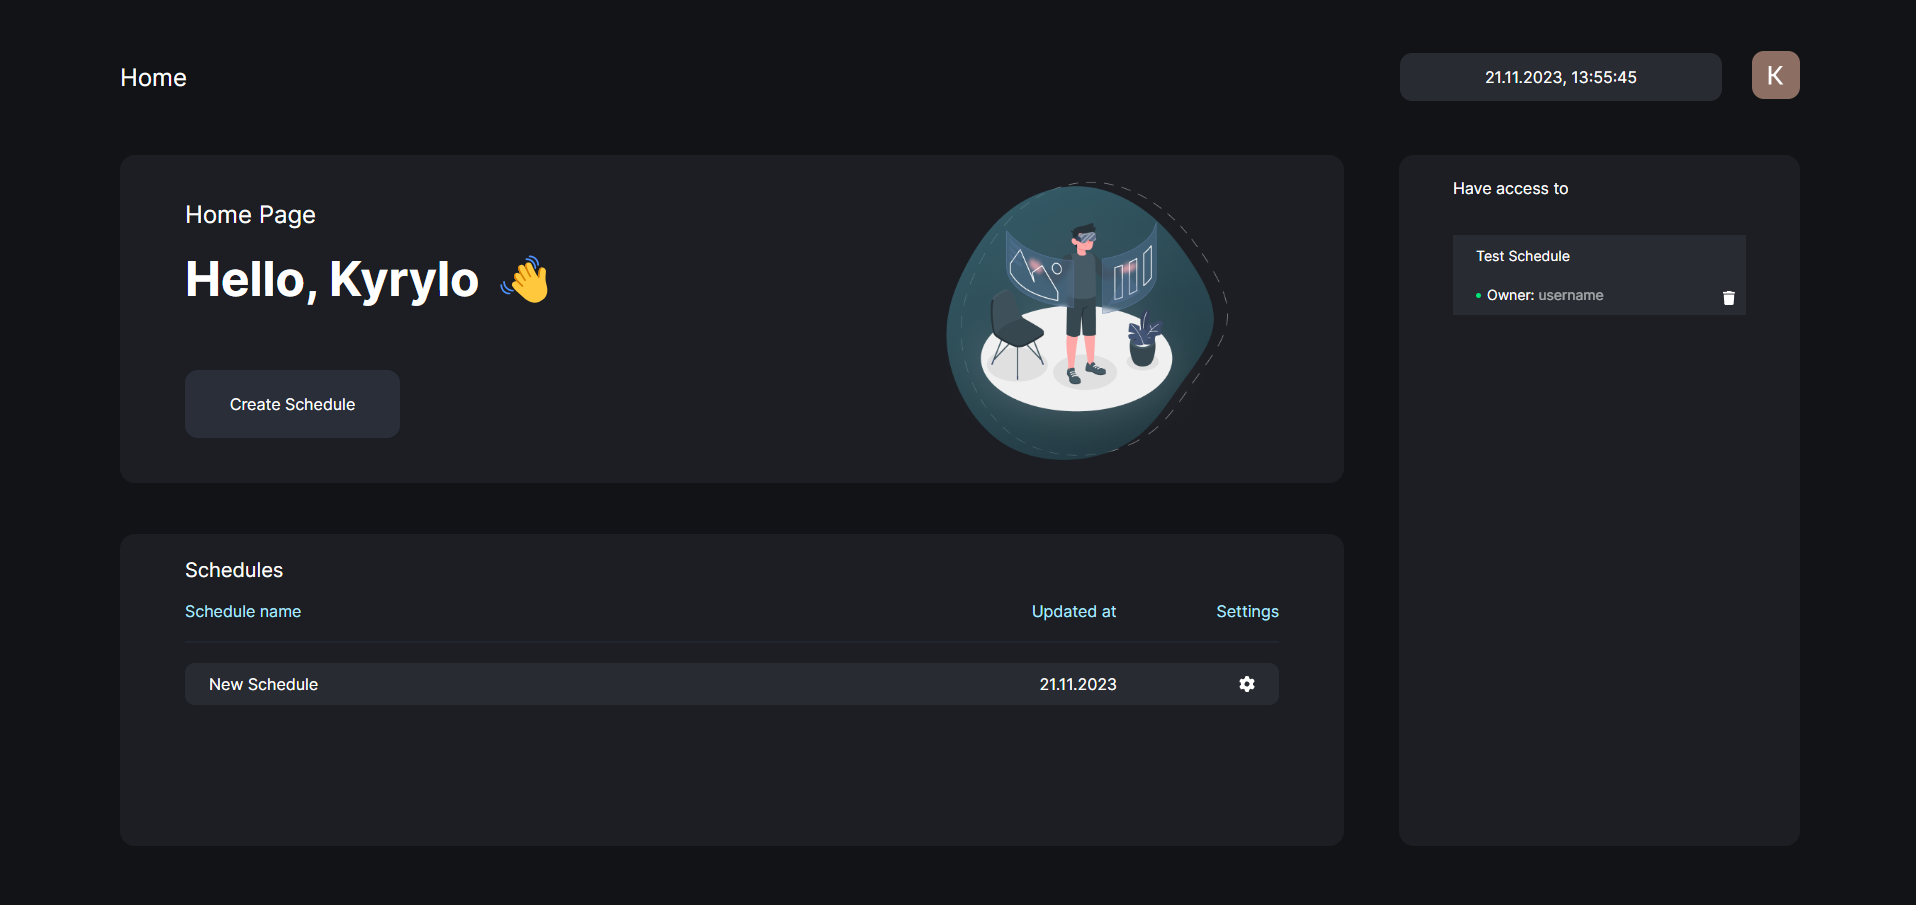 Home
21.11.2023, 13:55:45
K
Home Page
Hello, Kyrylo 👋
Create Schedule
Have access to
Test Schedule
Owner: username
Schedules
Schedule name Updated at Settings
New Schedule 21.11.2023